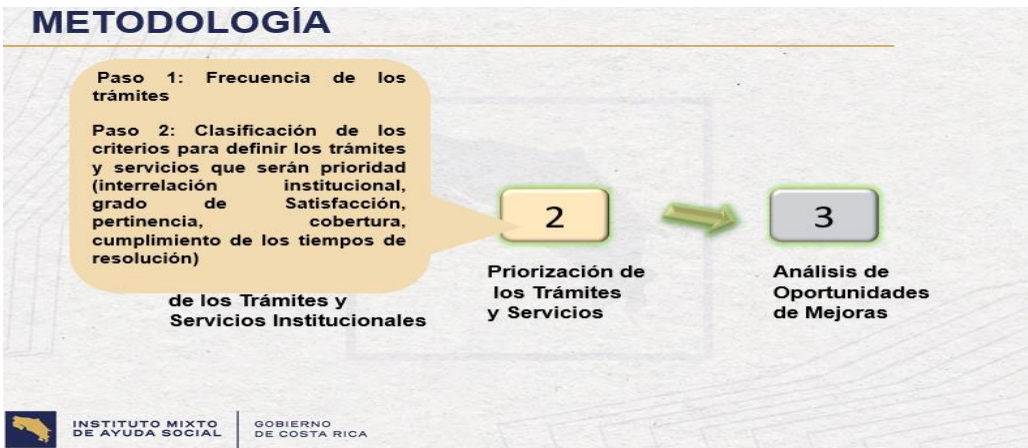 METODOLOGÍA
Paso 1: Frecuencia de los
trámites
Paso 2: Clasificación de los
criterios para definir los trámites
y servicios que serán prioridad
(interrelación institucional,
grado de Satisfacción,
pertinencia, cobertura,
cumplimiento de los tiempos de
resolución)
de los Trámites y
Servicios Institucionales
2
Priorización de
los Trámites
y Servicios
3
Análisis de
Oportunidades
de Mejoras
INSTITUTO MIXTO
DE AYUDA SOCIAL
GOBIERNO
DE COSTA RICA